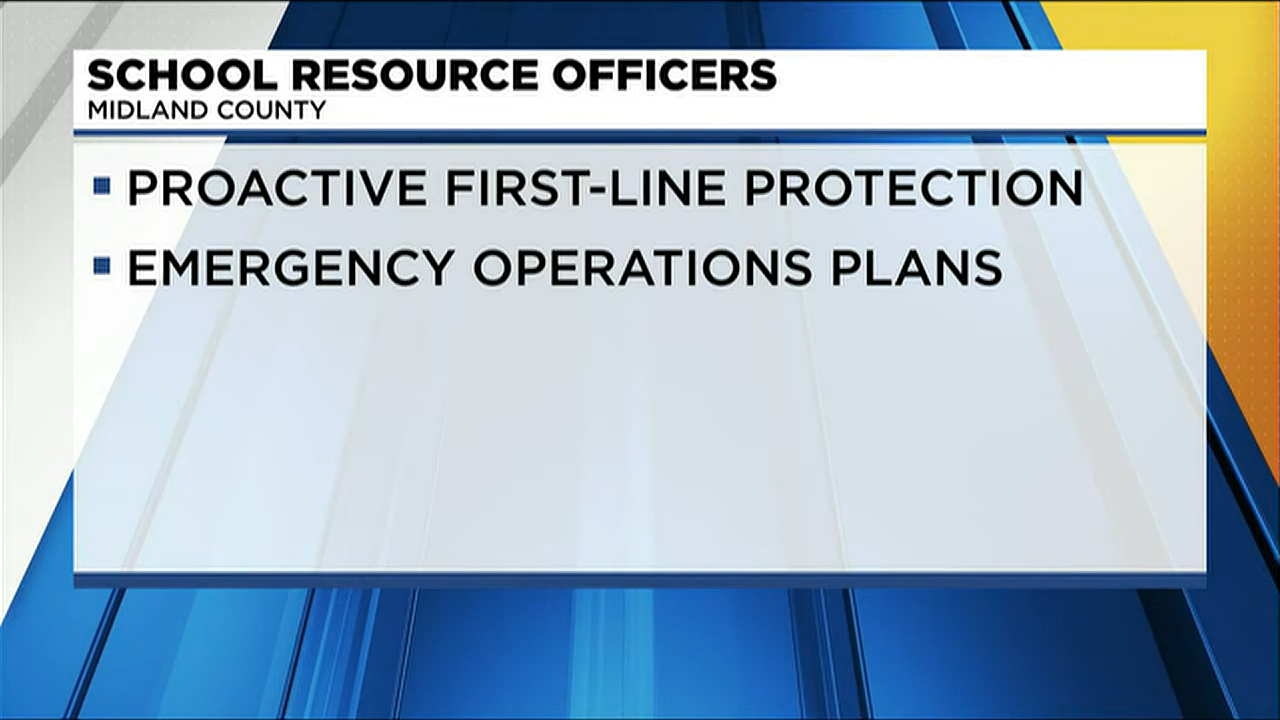 SCHOOL RESOURCE OFFICERS
MIDLAND COUNTY
PROACTIVE FIRST-LINE PROTECTION
EMERGENCY OPERATIONS PLANS